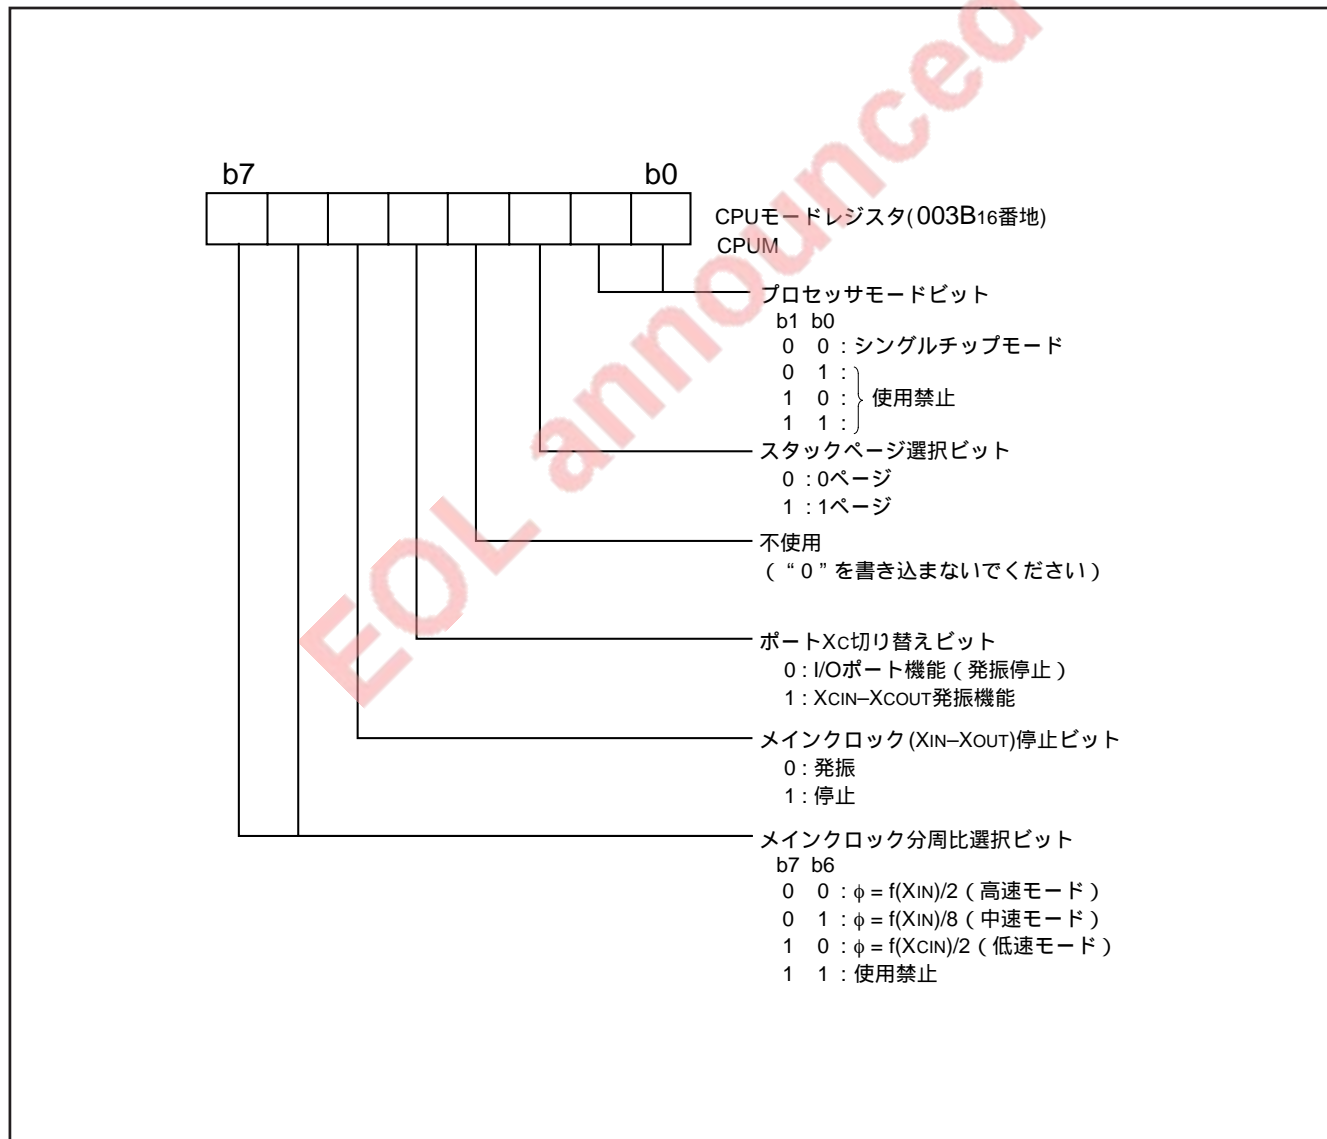 b7 b0
CPUモードレジスタ(003B16番地)
CPUM
プロセッサモードビット
b1 b0
0 0 : シングルチップモード
0 1 :
1 0 : 使用禁止
1 1 :
スタックページ選択ビット
0 : 0ページ
1 : 1ページ
不使用
( “ 0 ” を書き込まないでください )
ポートXC切り替えビット
0 : I/Oポート機能 ( 発振停止 )
1 : XCIN–XCOUT発振機能
メインクロック(XIN–XOUT)停止ビット
0 : 発振
1 : 停止
メインクロック分周比選択ビット
b7 b6
0 0 : φ = f(XIN)/2 ( 高速モード )
0 1 : φ = f(XIN)/8 ( 中速モード )
1 0 : φ = f(XCIN)/2 ( 低速モード )
1 1 : 使用禁止
EOL announced